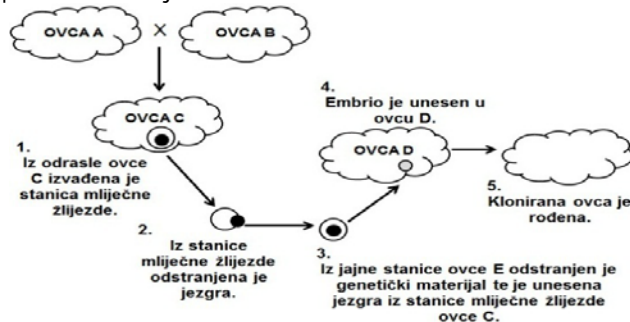 OVCA A
X
OVCA B
OVCA C
1.
Iz odrasle ovce
C izvađena je
stanica mliječne
žlijezde.
2.
Iz stanice
mliječne žlijezde
odstranjena je
jezgra.
3.
Iz jajne stanice ovce E odstranjen je
genetički materijal te je unesena
jezgra iz stanice mliječne žlijezde
ovce C.
4.
Embrio je unesen u
ovcu D.
OVCA D
5.
Klonirana ovca je
rođena.